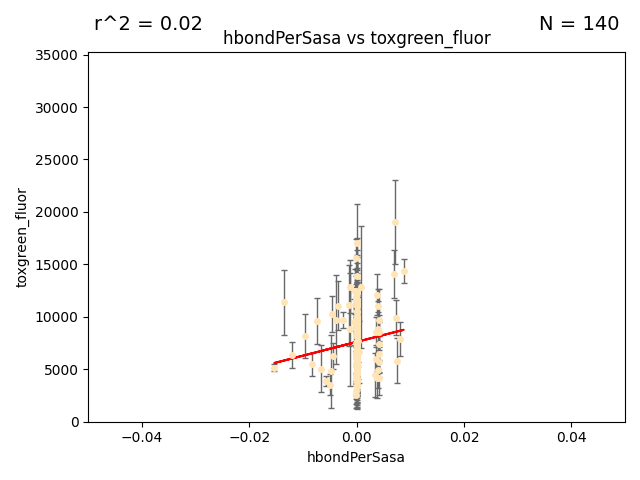 r^2 = 0.02
N = 140
hbondPerSasa vs toxgreen_fluor
35000
30000
25000
20000
15000
10000
5000
0
toxgreen_fluor
−0.04
−0.02
0.00
0.02
0.04
hbondPerSasa